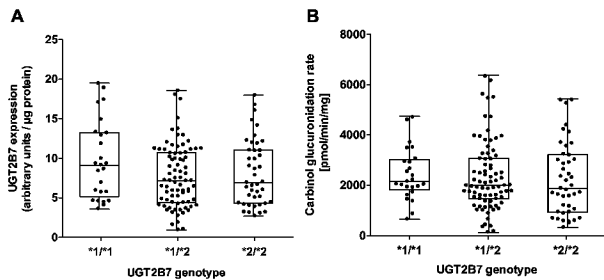 A
UGT2B7 expression
(arbitrary units / µg protein)
25
20
15
10
5
0
*1/*1
*1/*2
*2/*2
UGT2B7 genotype
B
Carbinol glucuronidation rate
[pmol/min/mg]
8000
6000
4000
2000
0
*1/*1
*1/*2
*2/*2
UGT2B7 genotype